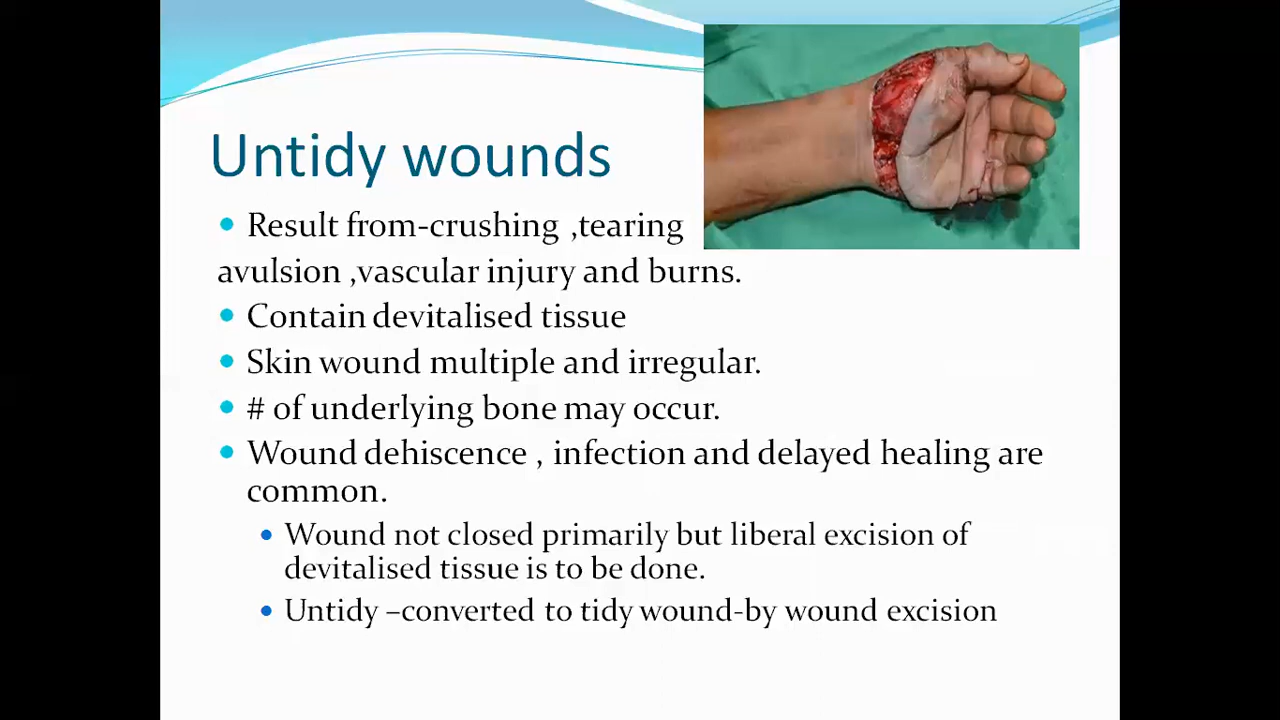 Untidy wounds
Result from-crushing ,tearing
avulsion ,vascular injury and burns.
Contain devitalised tissue
Skin wound multiple and irregular.
# of underlying bone may occur.
Wound dehiscence , infection and delayed healing are
common.
Wound not closed primarily but liberal excision of
devitalised tissue is to be done.
Untidy –converted to tidy wound-by wound excision